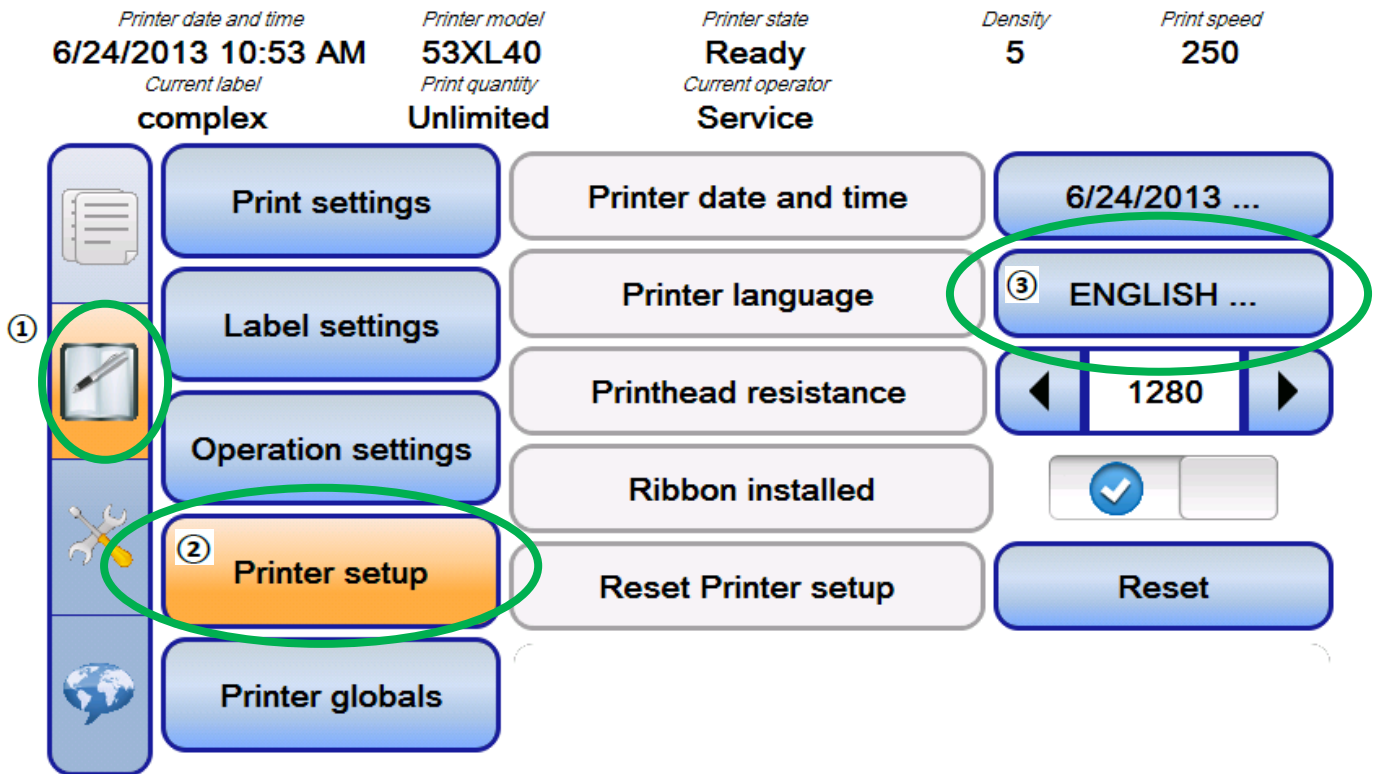 Printer date and time Printer model Printer state Density Print speed
6/24/2013 10:53 AM 53XL40 Ready 5 250
Current label Print quantity Current operator
complex Unlimited Service
Print settings Printer date and time 6/24/2013 ...
Printer language ③ ENGLISH ...
① Label settings
Printhead resistance 1280
Operation settings
Ribbon installed
② Printer setup Reset Printer setup Reset
Printer globals